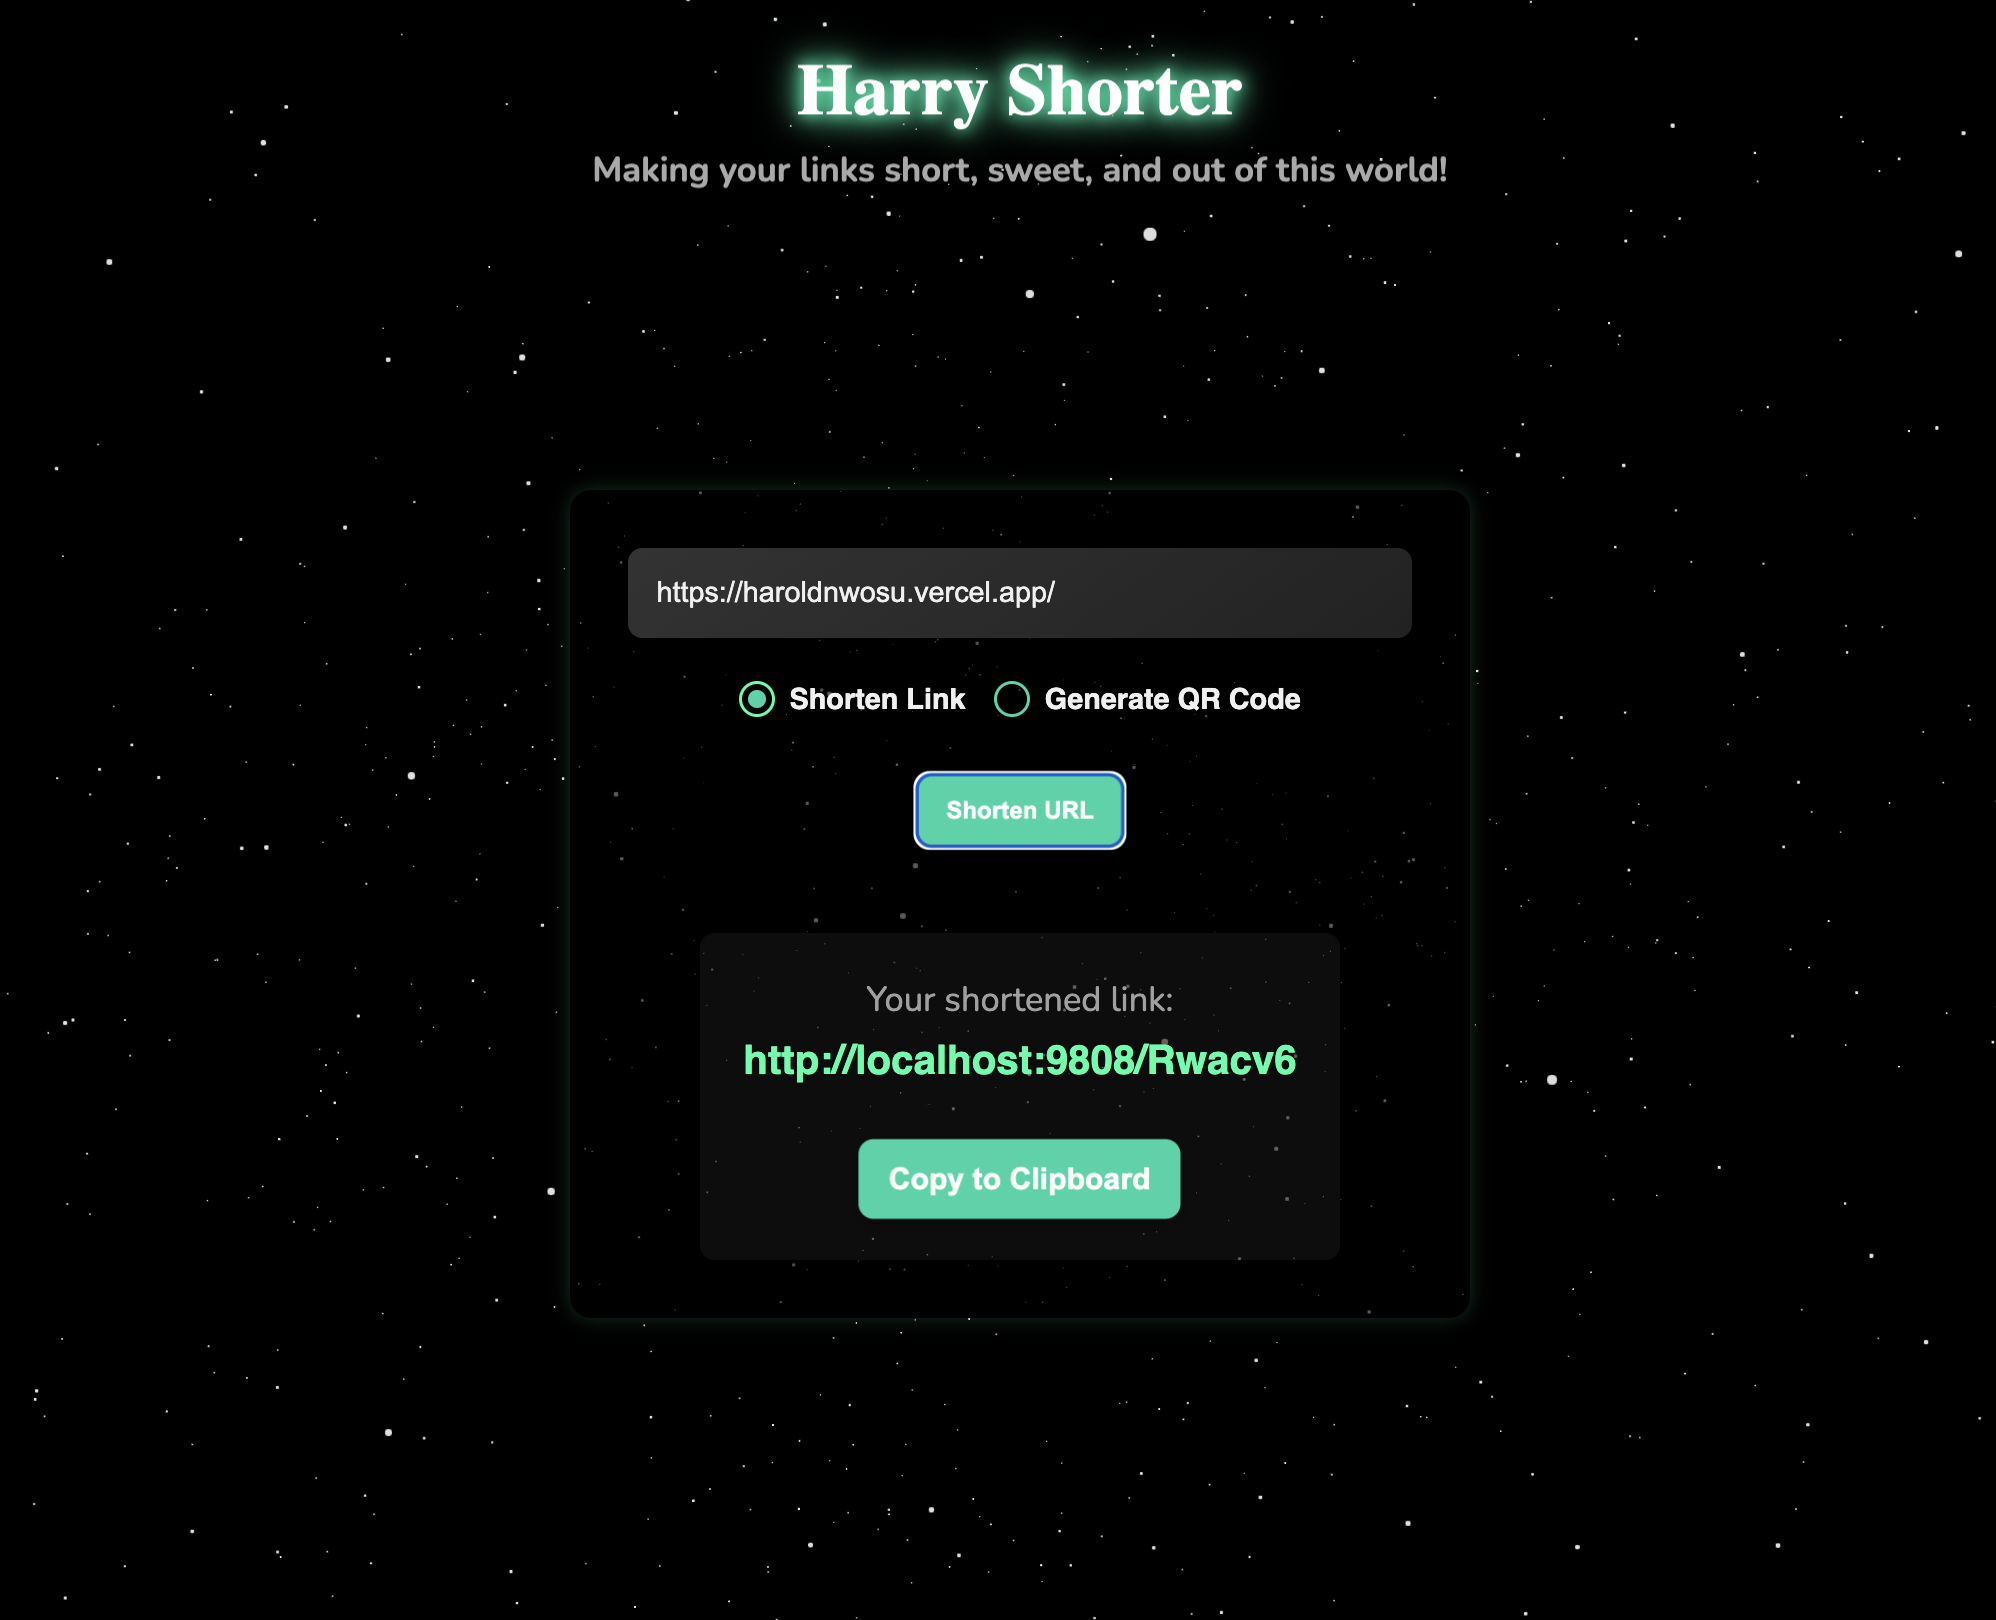 Harry Shorter
Making your links short, sweet, and out of this world!
https://haroldnwosu.vercel.app/
Shorten Link Generate QR Code
Shorten URL
Your shortened link:
http://localhost:9808/Rwacv6
Copy to Clipboard